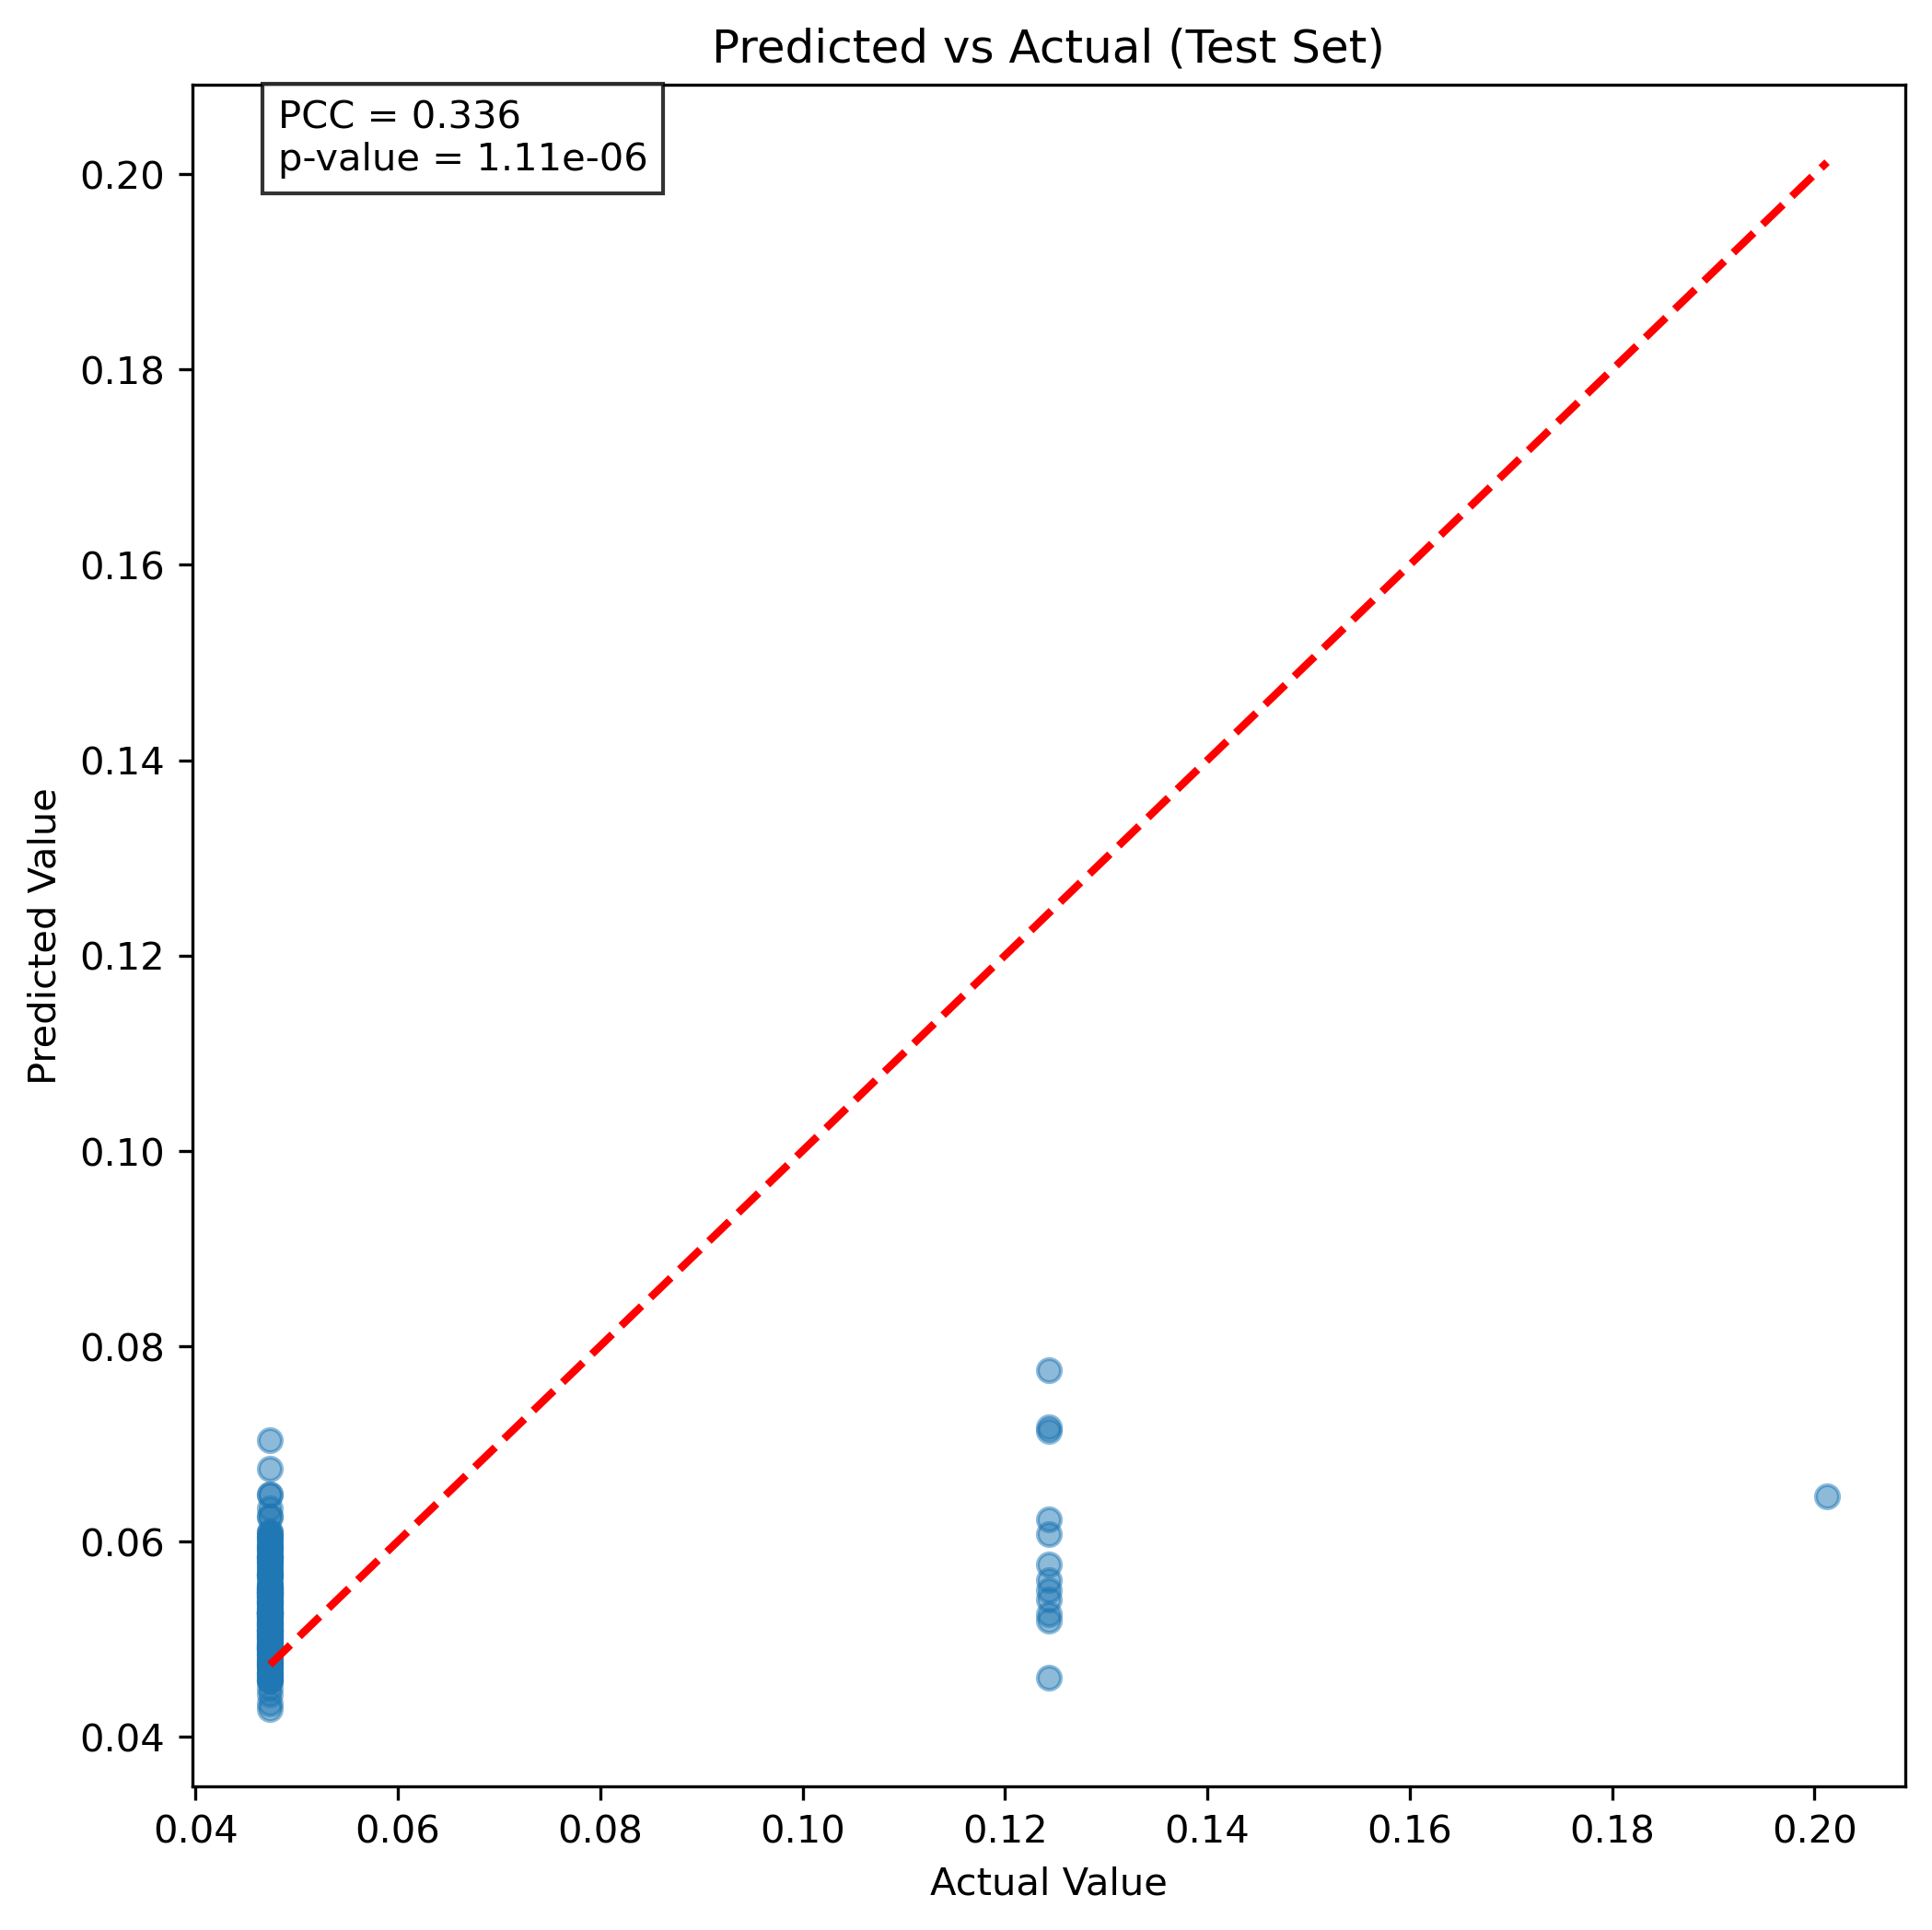 Predicted vs Actual (Test Set)
PCC = 0.336
p-value = 1.11e-06
0.20
0.18
0.16
0.14
0.12
0.10
0.08
0.06
0.04
Predicted Value
0.04 0.06 0.08 0.10 0.12 0.14 0.16 0.18 0.20
Actual Value